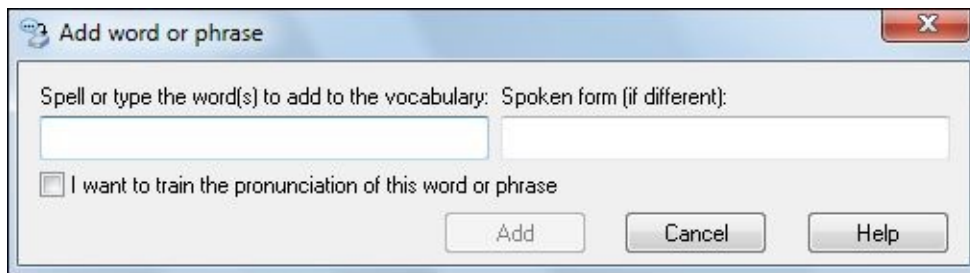 Add word or phrase
Spell or type the word(s) to add to the vocabulary: Spoken form (if different):
I want to train the pronunciation of this word or phrase
Add Cancel Help